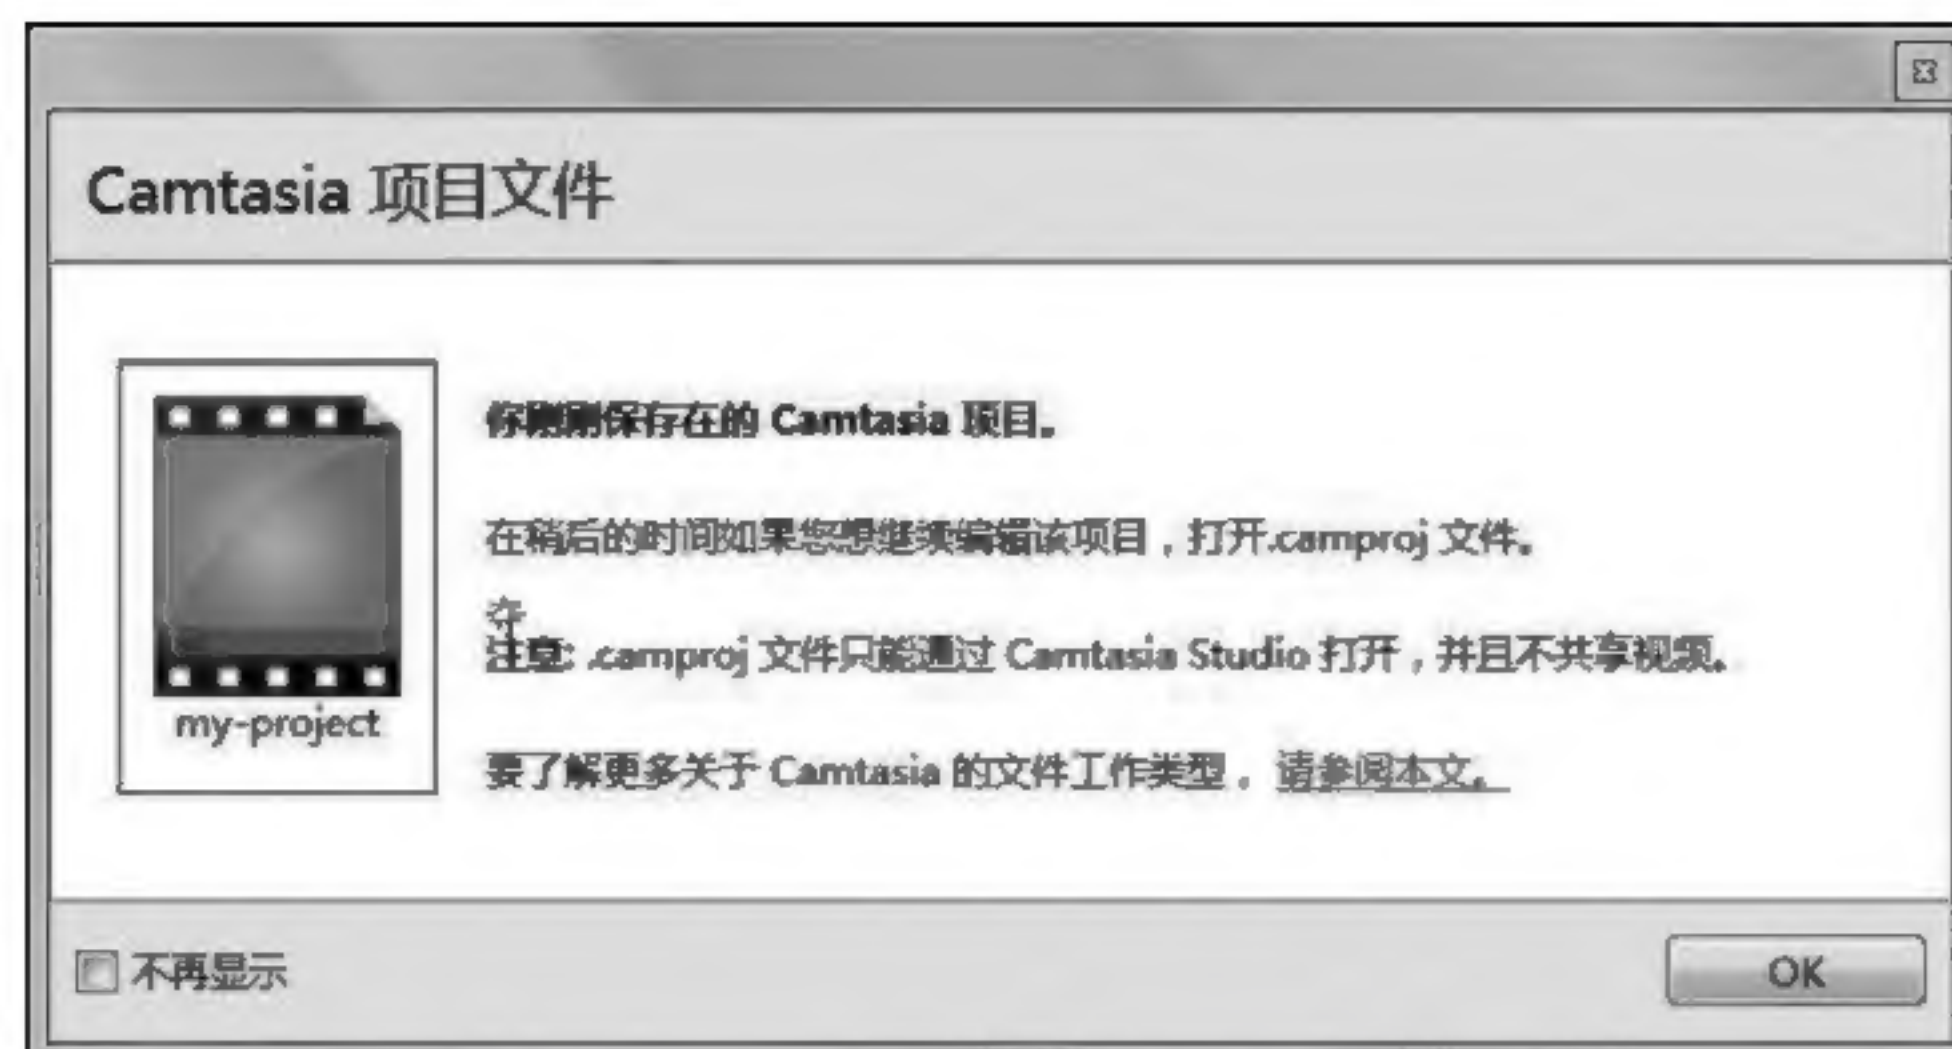 Camtasia 项目文件
你刚刚保存在的 Camtasia 项目。
在稍后的时间如果您想继续编辑该项目，打开.camproj 文件。
注意: .camproj 文件只能通过 Camtasia Studio 打开，并且不共享视频。
my-project
要了解更多关于 Camtasia 的文件工作类型， 请参阅本文。
不再显示
OK